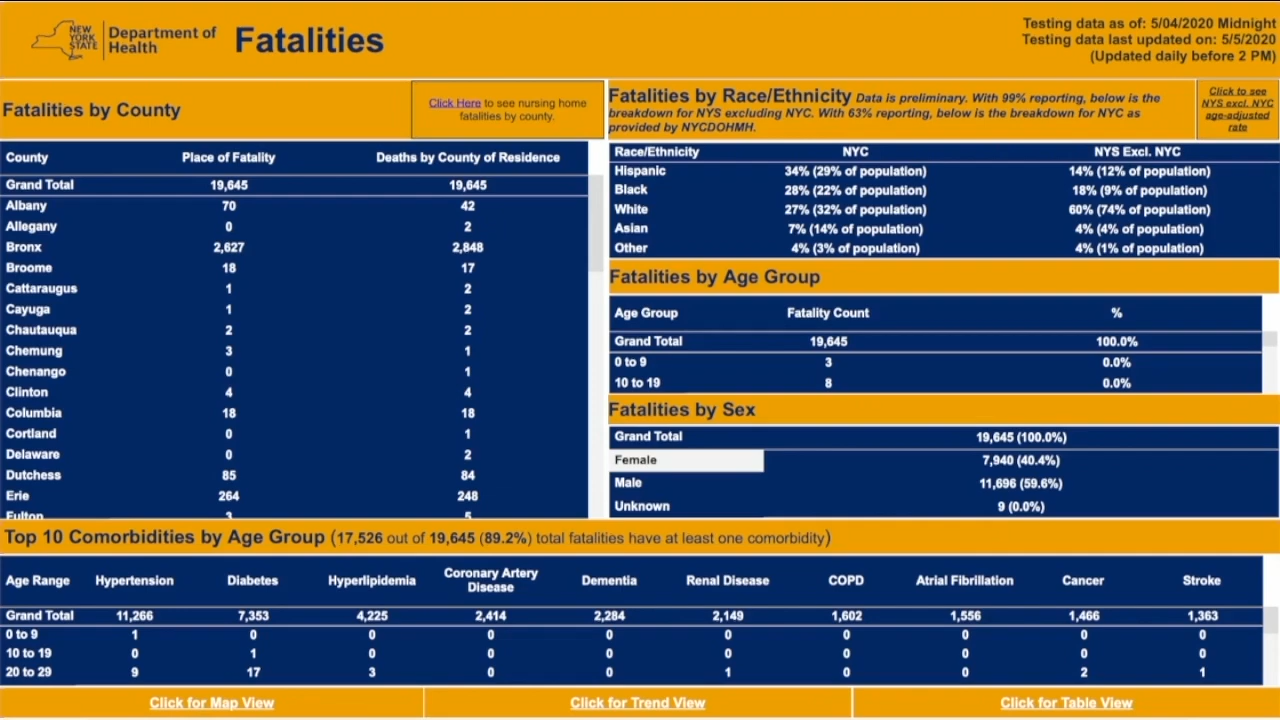 NEW
YORK
STATE
Department of
Health
Fatalities
Testing data as of: 5/04/2020 Midnight
Testing data last updated on: 5/5/2020
(Updated daily before 2 PM)
Fatalities by County
Click Here to see nursing home
fatalities by county.
County Place of Fatality Deaths by County of Residence
Grand Total 19,645 19,645
Albany 70 42
Allegany 0 2
Bronx 2,627 2,848
Broome 18 17
Cattaraugus 1 2
Cayuga 1 2
Chautauqua 2 2
Chemung 3 1
Chenango 0 1
Clinton 4 4
Columbia 18 18
Cortland 0 1
Delaware 0 2
Dutchess 85 84
Erie 264 248
Fulton 3 5
Fatalities by Race/Ethnicity Data is preliminary. With 99% reporting, below is the
breakdown for NYS excluding NYC. With 63% reporting, below is the breakdown for NYC as
provided by NYCDOHMH.
Click to see
NYS excl. NYC
age-adjusted
rate
Race/Ethnicity NYC NYS Excl. NYC
Hispanic 34% (29% of population) 14% (12% of population)
Black 28% (22% of population) 18% (9% of population)
White 27% (32% of population) 60% (74% of population)
Asian 7% (14% of population) 4% (4% of population)
Other 4% (3% of population) 4% (1% of population)
Fatalities by Age Group
Age Group Fatality Count %
Grand Total 19,645 100.0%
0 to 9 3 0.0%
10 to 19 8 0.0%
Fatalities by Sex
Grand Total 19,645 (100.0%)
Female 7,940 (40.4%)
Male 11,696 (59.6%)
Unknown 9 (0.0%)
Top 10 Comorbidities by Age Group (17,526 out of 19,645 (89.2%) total fatalities have at least one comorbidity)
Age Range Hypertension Diabetes Hyperlipidemia Coronary Artery Disease Dementia Renal Disease COPD Atrial Fibrillation Cancer Stroke
Grand Total 11,266 7,353 4,225 2,414 2,284 2,149 1,602 1,556 1,466 1,363
0 to 9 1 0 0 0 0 0 0 0 0 0
10 to 19 0 1 0 0 0 0 0 0 0 0
20 to 29 9 17 3 0 0 1 0 0 2 1
Click for Map View Click for Trend View Click for Table View